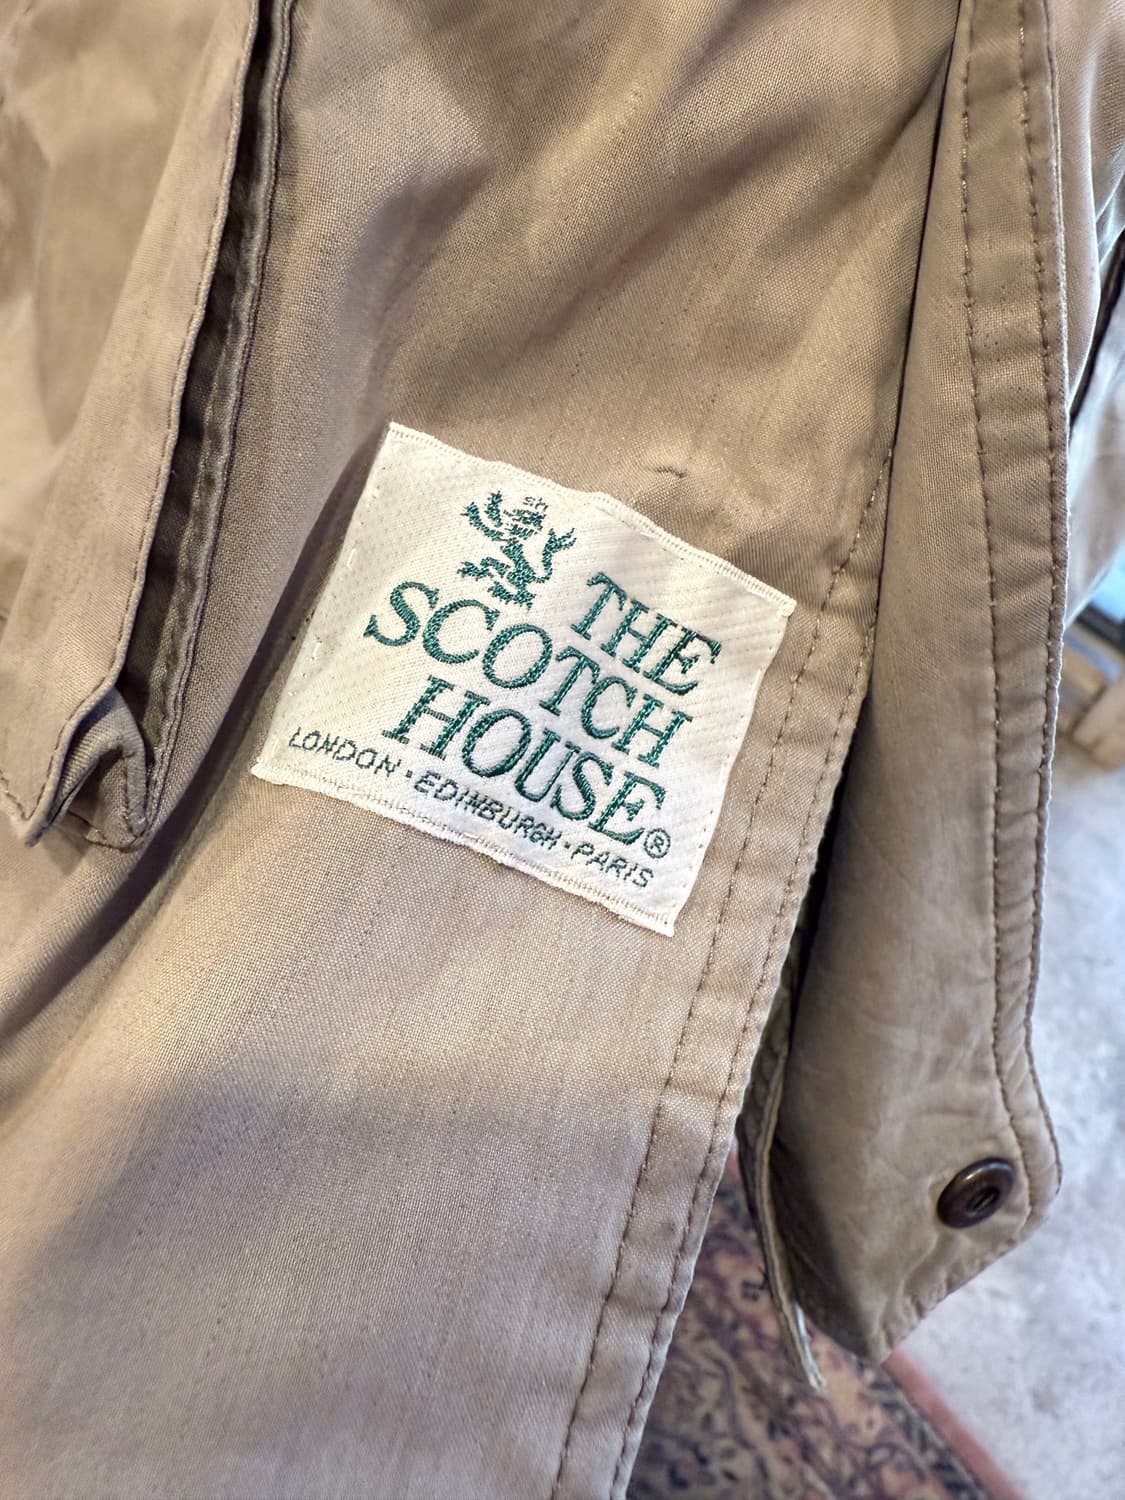 sh
THE
SCOTCH
HOUSE®
LONDON·EDINBURGH·PARIS